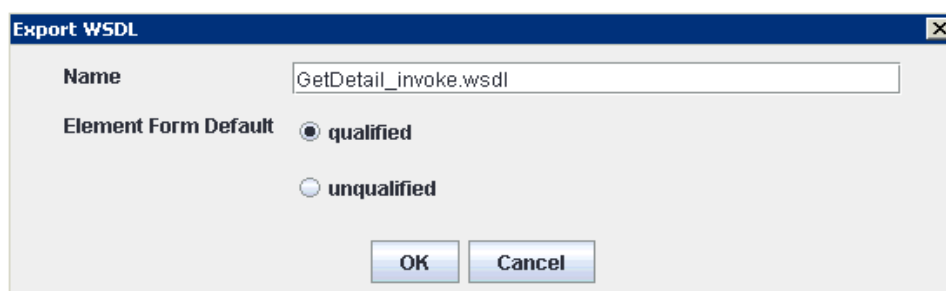 Export WSDL
Name GetDetail_invoke.wsdl
Element Form Default qualified
unqualified
OK Cancel